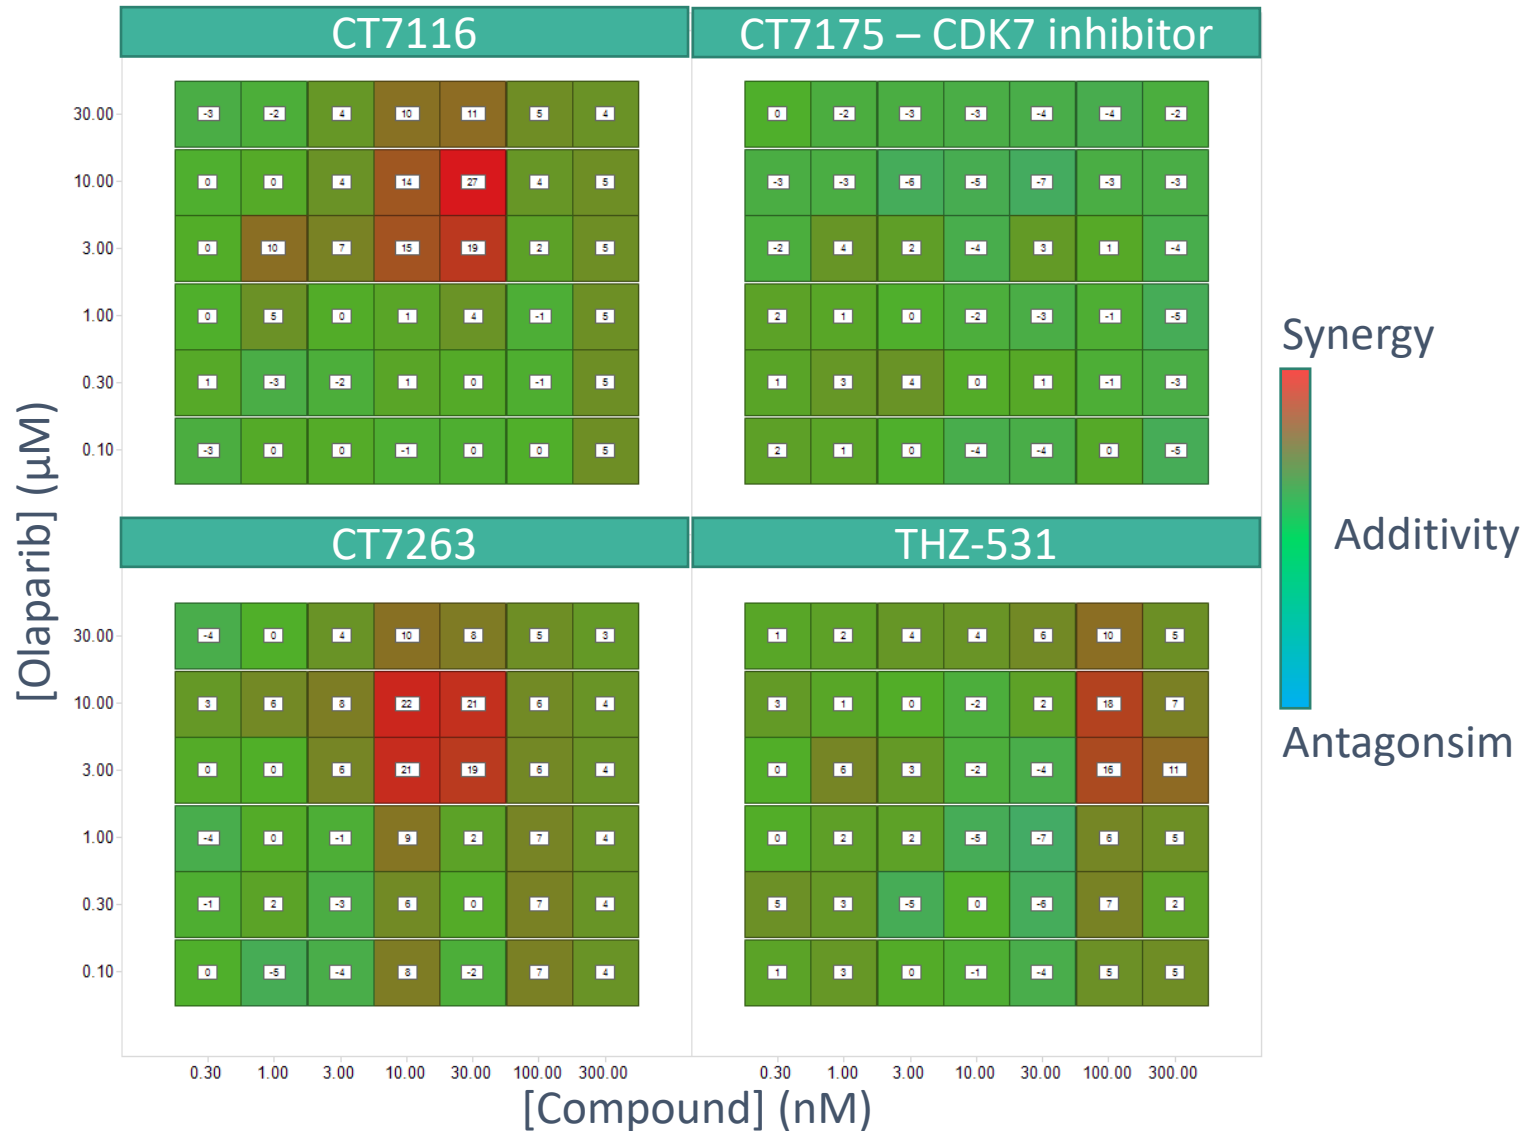 CT7116
CT7175 – CDK7 inhibitor
30.00 -3 -2 4 10 11 5 4 0 -2 -3 -3 -4 -4 -2
10.00 0 0 4 14 27 4 5 -3 -3 -6 -5 -7 -3 -3
3.00 0 10 7 15 19 2 5 -2 4 2 -4 3 1 -4
1.00 0 5 0 1 4 -1 5 2 1 0 -2 -3 -1 -5
0.30 1 -3 -2 1 0 -1 5 1 3 4 0 1 -1 -3
0.10 -3 0 0 -1 0 0 5 2 1 0 -4 -4 0 -5
CT7263
THZ-531
30.00 -4 0 4 10 8 5 3 1 2 4 4 6 10 5
10.00 3 6 8 22 21 6 4 3 1 0 -2 2 18 7
3.00 0 0 6 21 19 6 4 0 6 3 -2 -4 16 11
1.00 -4 0 -1 9 2 7 4 0 2 2 -5 -7 6 5
0.30 -1 2 -3 6 0 7 4 5 3 -5 0 -6 7 2
0.10 0 -5 -4 8 -2 7 4 1 3 0 -1 -4 5 5
0.30 1.00 3.00 10.00 30.00 100.00 300.00 0.30 1.00 3.00 10.00 30.00 100.00 300.00
[Compound] (nM)
[Olaparib] (µM)
Synergy
Additivity
Antagonsim